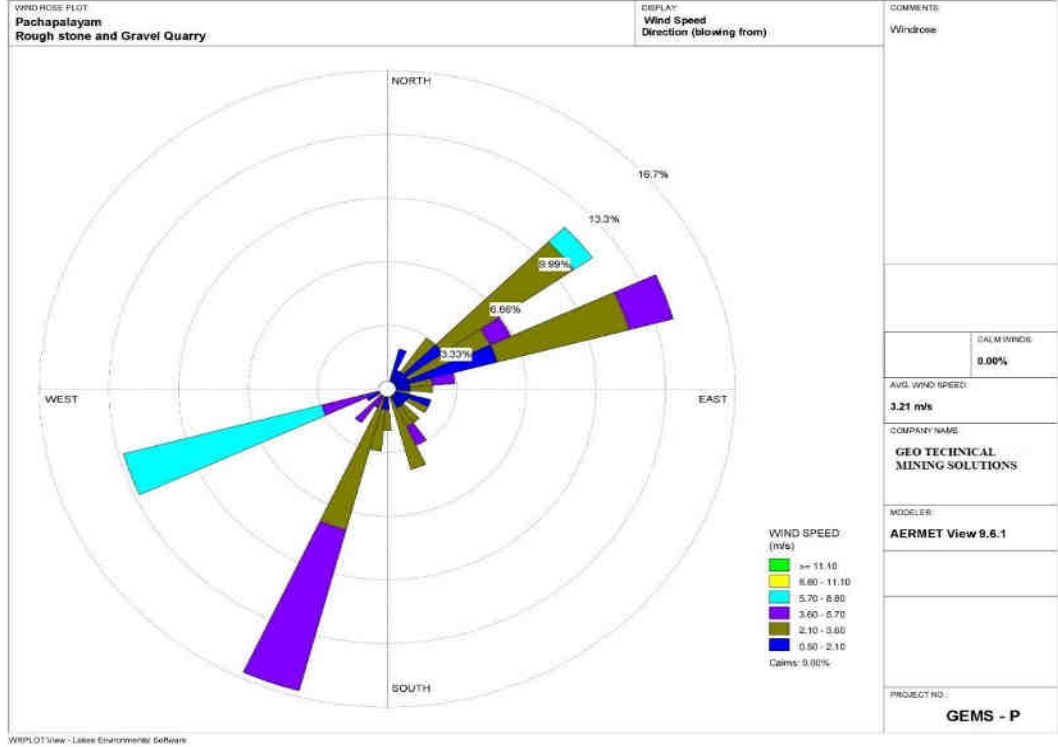 WIND ROSE PLOT:
Pachapalayam
Rough stone and Gravel Quarry
DISPLAY:
Wind Speed
Direction (blowing from)
COMMENTS:
Windrose
NORTH
16.7%
13.3%
9.99%
6.66%
3.33%
WEST
EAST
SOUTH
WIND SPEED
(m/s)
>= 11.10
8.80 - 11.10
5.70 - 8.80
3.60 - 5.70
2.10 - 3.60
0.50 - 2.10
Calms: 0.00%
CALM WINDS:
0.00%
AVG. WIND SPEED:
3.21 m/s
COMPANY NAME:
GEO TECHNICAL
MINING SOLUTIONS
MODELER:
AERMET View 9.6.1
PROJECT NO.:
GEMS - P
WRPLOT View - Lakes Environmental Software